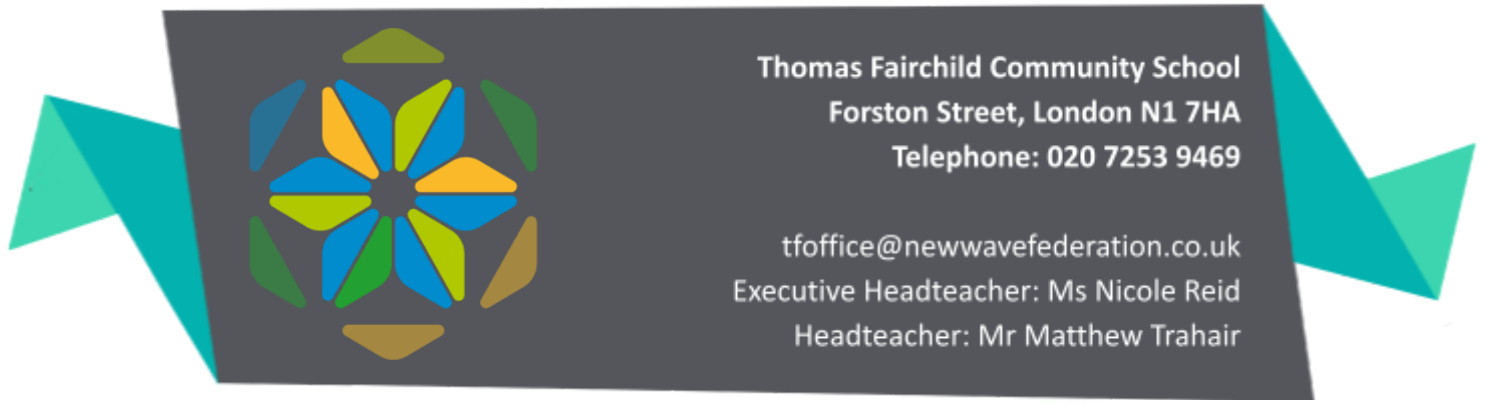 Thomas Fairchild Community School
Forston Street, London N1 7HA
Telephone: 020 7253 9469
tfoffice@newwavefederation.co.uk
Executive Headteacher: Ms Nicole Reid
Headteacher: Mr Matthew Trahair